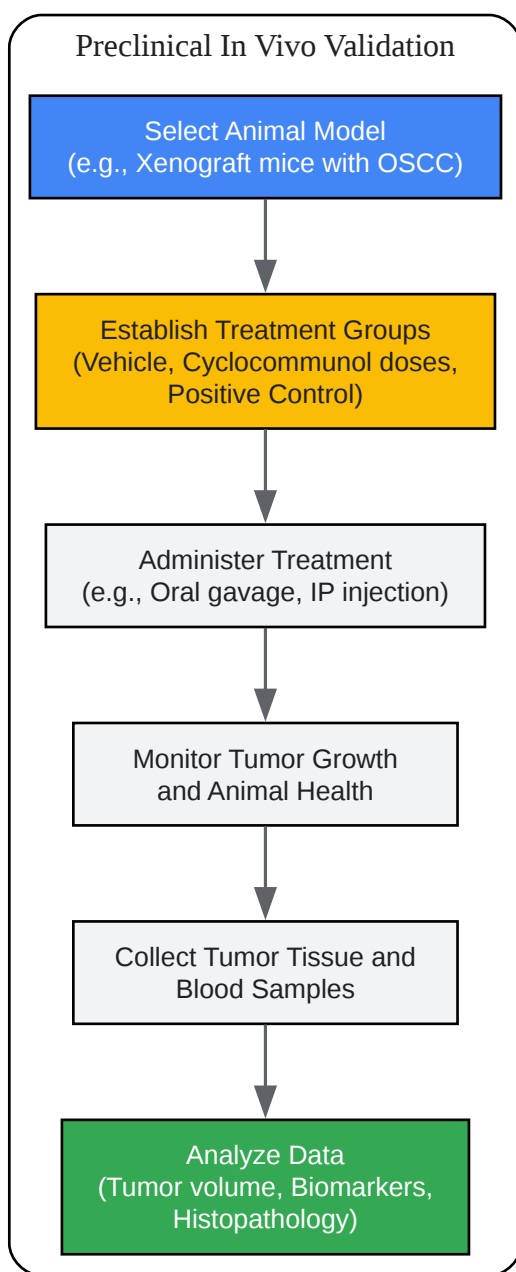 Preclinical In Vivo Validation
Select Animal Model
(e.g., Xenograft mice with OSCC)
Establish Treatment Groups
(Vehicle, Cyclocommunol doses,
Positive Control)
Administer Treatment
(e.g., Oral gavage, IP injection)
Monitor Tumor Growth
and Animal Health
Collect Tumor Tissue and
Blood Samples
Analyze Data
(Tumor volume, Biomarkers,
Histopathology)